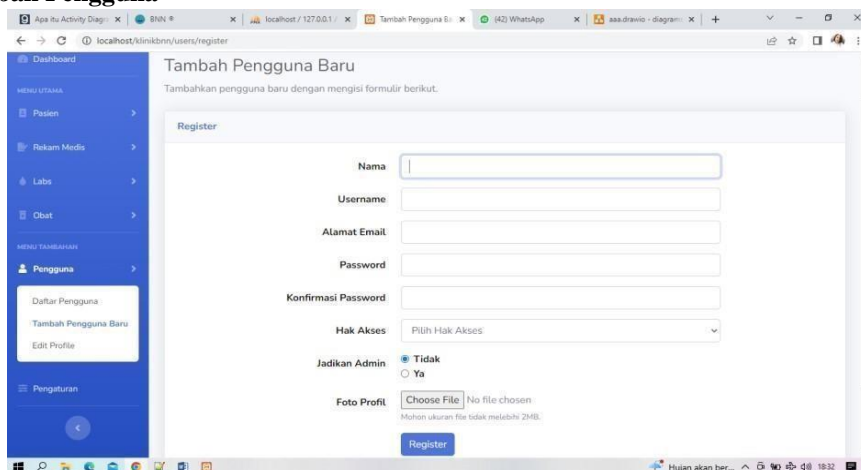 Apa itu Activity Diagr
BNN
localhost / 127.0.0.1 /
Tambah Pengguna Ba
(42) WhatsApp
aaa.drawio - diagram
localhost/klinikbnn/users/register
Dashboard
MENU UTAMA
Pasien
Rekam Medis
Labs
Obat
MENU TAMBAHAN
Pengguna
Daftar Pengguna
Tambah Pengguna Baru
Edit Profile
Pengaturan
Tambah Pengguna Baru
Tambahkan pengguna baru dengan mengisi formulir berikut.
Register
Nama
Username
Alamat Email
Password
Konfirmasi Password
Hak Akses Pilih Hak Akses
Jadikan Admin Tidak
Ya
Foto Profil Choose File No file chosen
Mohon ukuran file tidak melebihi 2MB.
Register
Hujan akan ber... 18:32